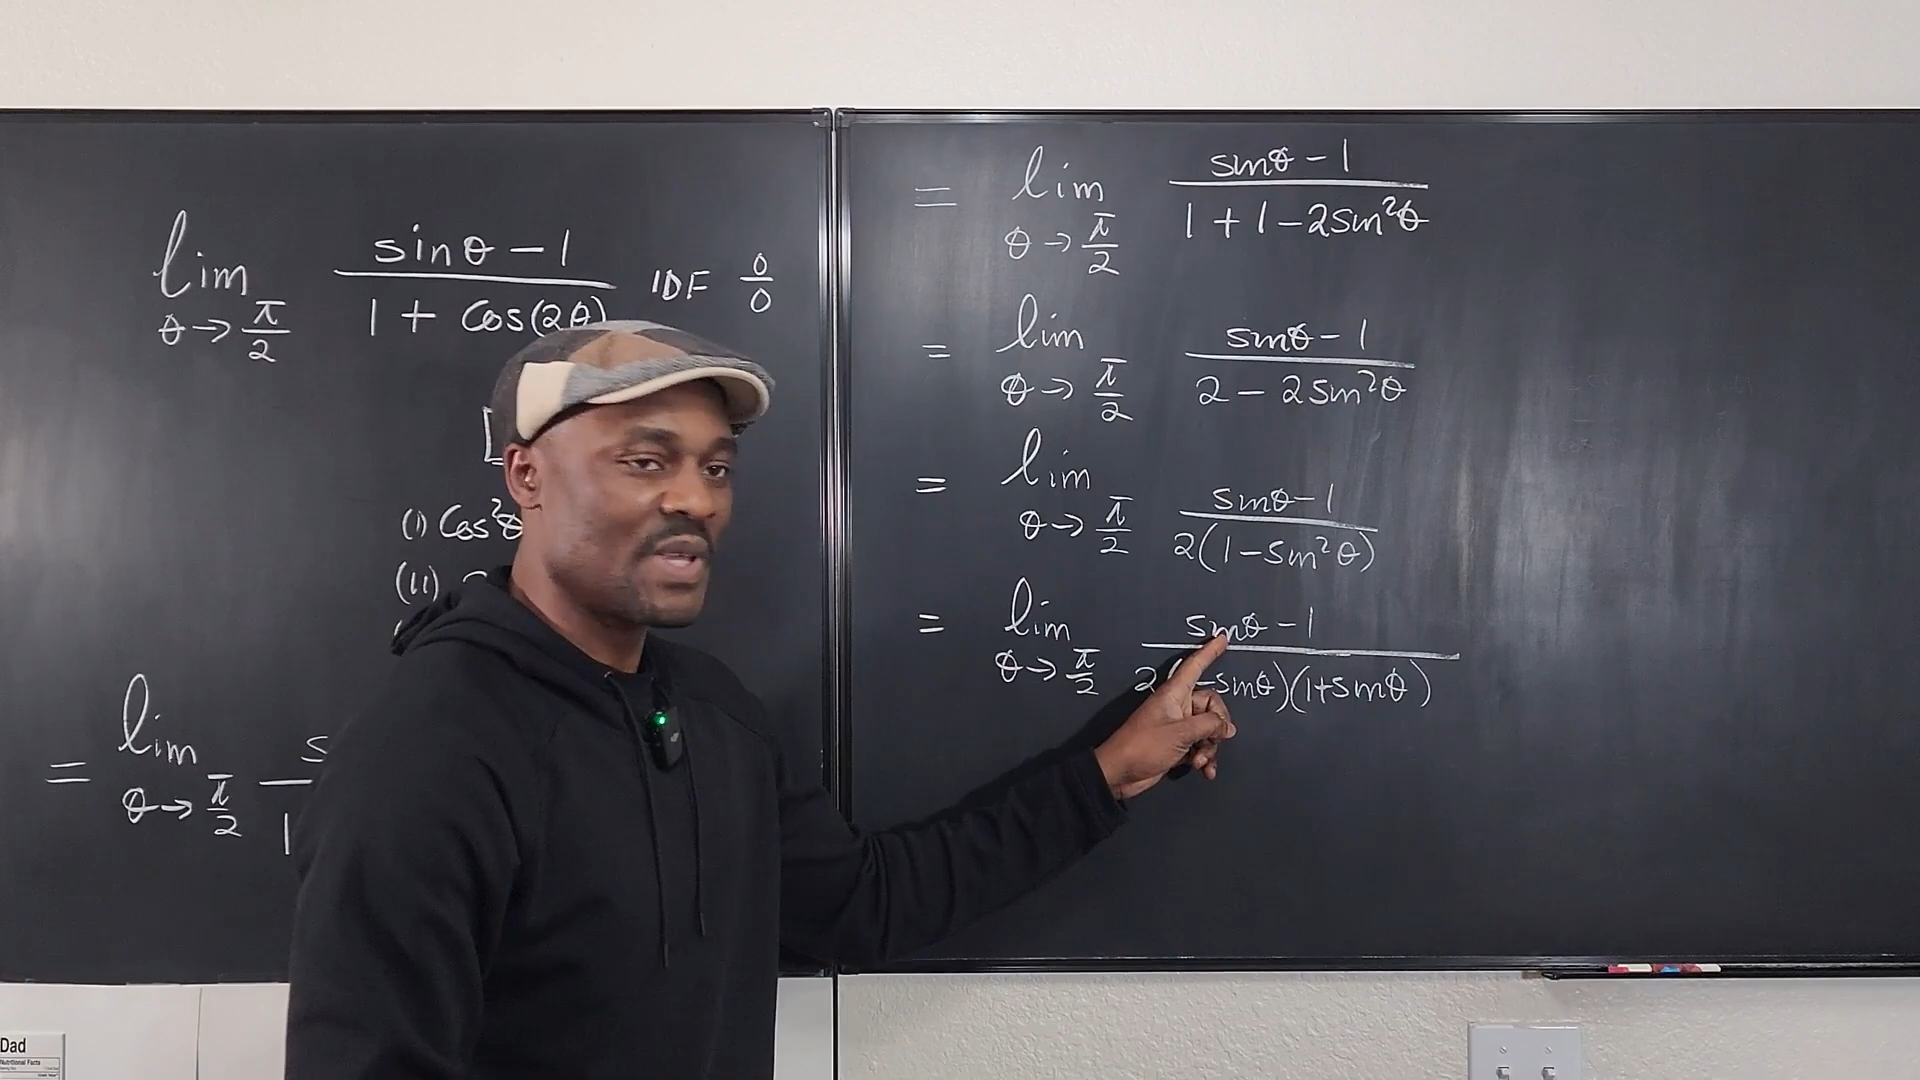 lim θ→π/2 (sinθ - 1)/(1 + cos(2θ)) IDF 0/0
(i) Cos²θ
(ii)
= lim θ→π/2 s / 1
= lim θ→π/2 (sinθ - 1)/(1 + 1 - 2sin²θ)
= lim θ→π/2 (sinθ - 1)/(2 - 2sin²θ)
= lim θ→π/2 (sinθ - 1)/(2(1 - sin²θ))
= lim θ→π/2 (sinθ - 1)/(2( - sinθ)(1 + sinθ))
Dad
Nutritional Facts